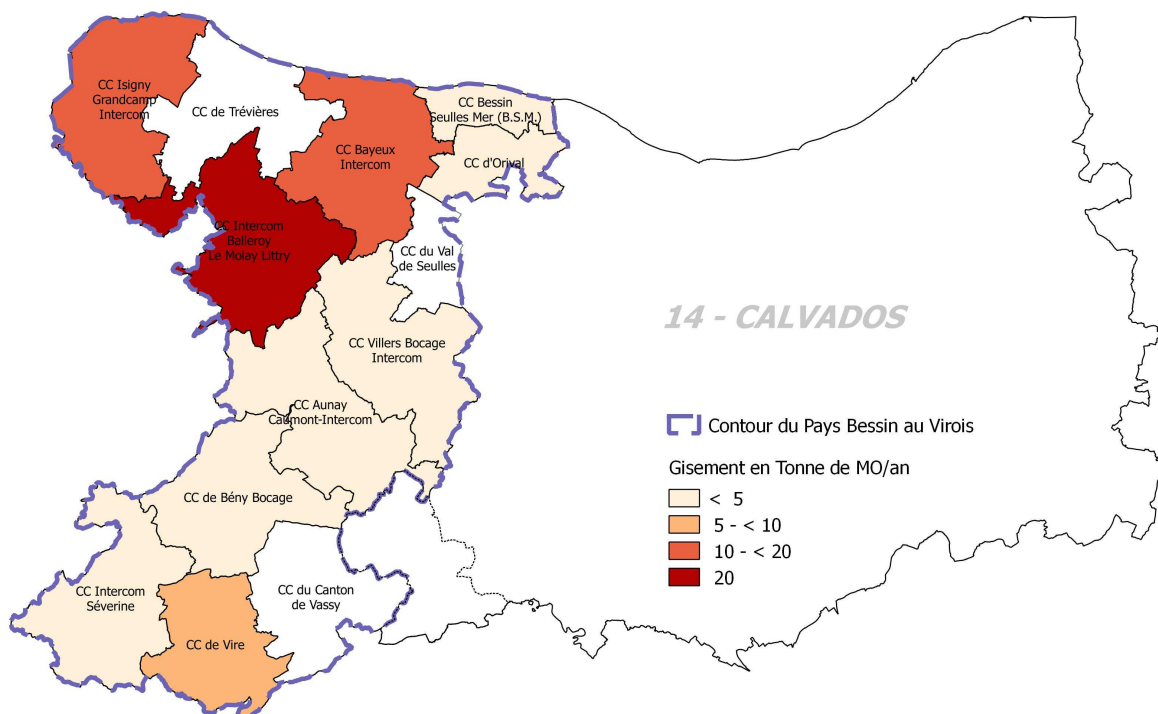 CC Isigny
Grandcamp
Intercom
CC de Trévières
CC Bessin
Seulles Mer (B.S.M.)
CC Bayeux
Intercom
CC d'Orival
CC Intercom
Balleroy
Le Molay Littry
CC du Val
de Seulles
14 - CALVADOS
CC Villers Bocage
Intercom
CC Aunay
Caumont-Intercom
Contour du Pays Bessin au Virois
Gisement en Tonne de MO/an
< 5
5 - < 10
10 - < 20
20
CC de Bény Bocage
CC Intercom
Séverine
CC du Canton
de Vassy
CC de Vire